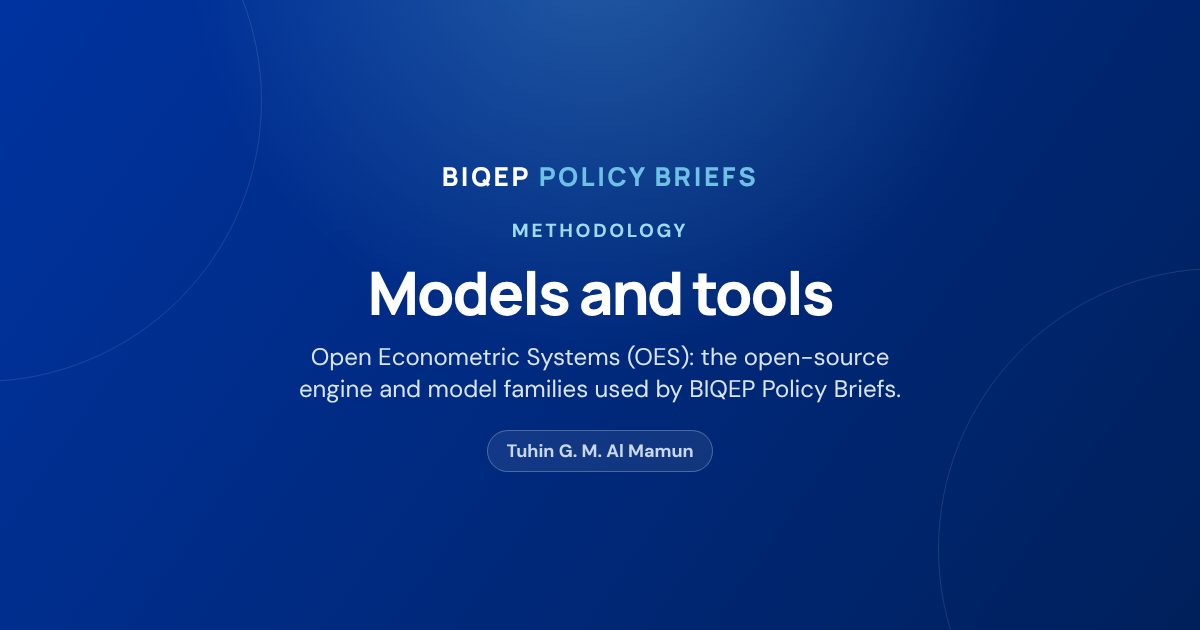 BIQEP POLICY BRIEFS
METHODOLOGY
Models and tools
Open Econometric Systems (OES): the open-source
engine and model families used by BIQEP Policy Briefs.
Tuhin G. M. Al Mamun